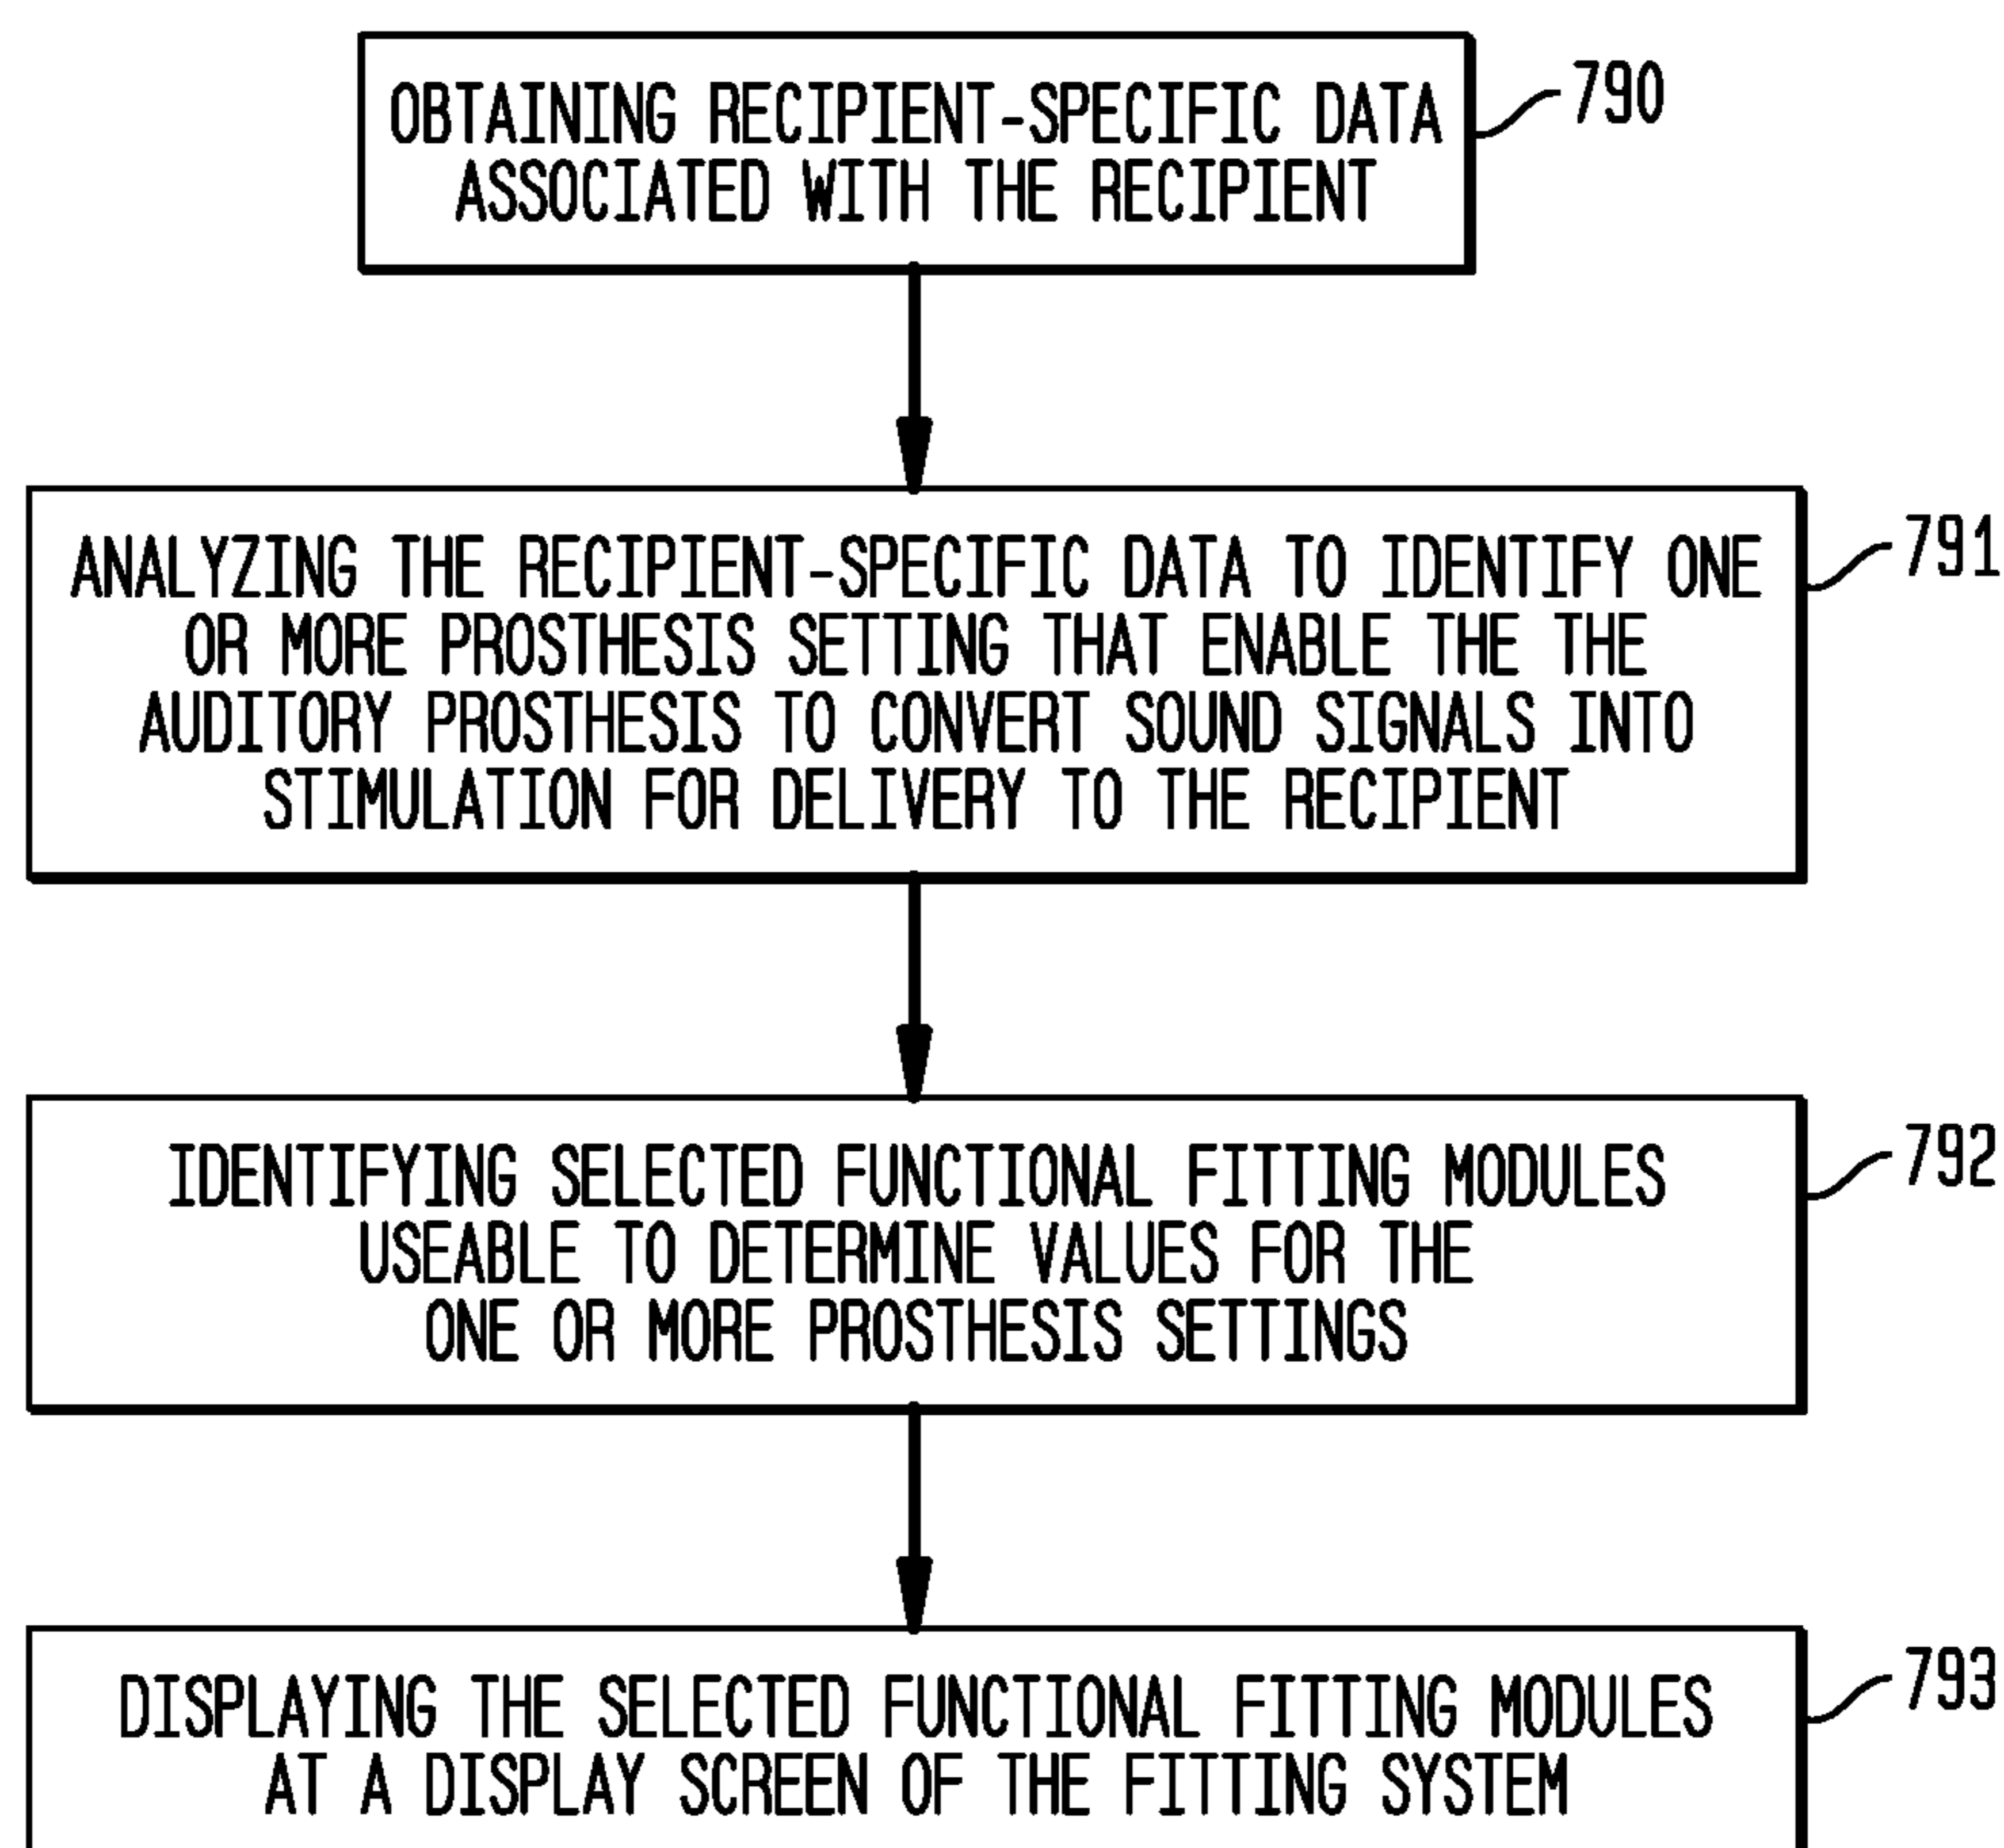 OBTAINING RECIPIENT-SPECIFIC DATA
ASSOCIATED WITH THE RECIPIENT
790
ANALYZING THE RECIPIENT-SPECIFIC DATA TO IDENTIFY ONE
OR MORE PROSTHESIS SETTING THAT ENABLE THE THE
AUDITORY PROSTHESIS TO CONVERT SOUND SIGNALS INTO
STIMULATION FOR DELIVERY TO THE RECIPIENT
791
IDENTIFYING SELECTED FUNCTIONAL FITTING MODULES
USEABLE TO DETERMINE VALUES FOR THE
ONE OR MORE PROSTHESIS SETTINGS
792
DISPLAYING THE SELECTED FUNCTIONAL FITTING MODULES
AT A DISPLAY SCREEN OF THE FITTING SYSTEM
793